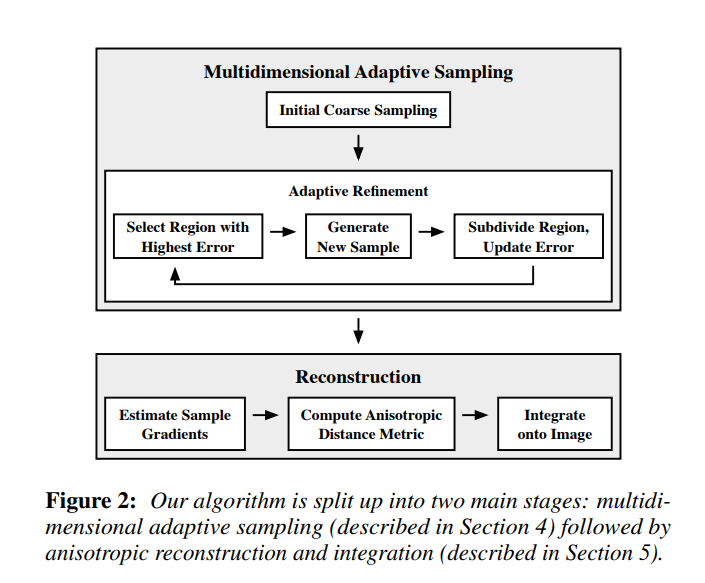 Multidimensional Adaptive Sampling
Initial Coarse Sampling
Adaptive Refinement
Select Region with
Highest Error
Generate
New Sample
Subdivide Region,
Update Error
Reconstruction
Estimate Sample
Gradients
Compute Anisotropic
Distance Metric
Integrate
onto Image
Figure 2: Our algorithm is split up into two main stages: multidi-
mensional adaptive sampling (described in Section 4) followed by
anisotropic reconstruction and integration (described in Section 5).